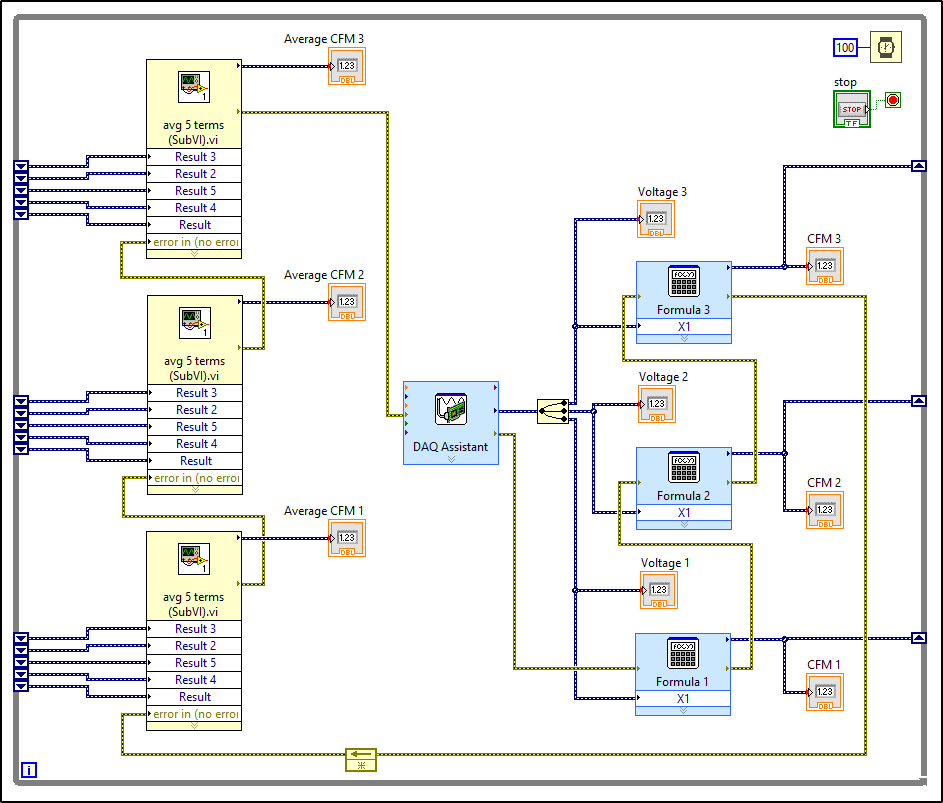 Average CFM 3
1.23
DBL
100
stop
STOP
TF
1
avg 5 terms
(SubVI).vi
Result 3
Result 2
Result 5
Result 4
Result
error in (no erroı
Voltage 3
1.23
DBL
CFM 3
1.23
DBL
f(x,y)
Formula 3
X1
Average CFM 2
1.23
DBL
1
avg 5 terms
(SubVI).vi
Result 3
Result 2
Result 5
Result 4
Result
error in (no erroı
DAQ Assistant
Voltage 2
1.23
DBL
f(x,y)
Formula 2
X1
CFM 2
1.23
DBL
Average CFM 1
1.23
DBL
1
avg 5 terms
(SubVI).vi
Result 3
Result 2
Result 5
Result 4
Result
error in (no erroı
Voltage 1
1.23
DBL
f(x,y)
Formula 1
X1
CFM 1
1.23
DBL
i